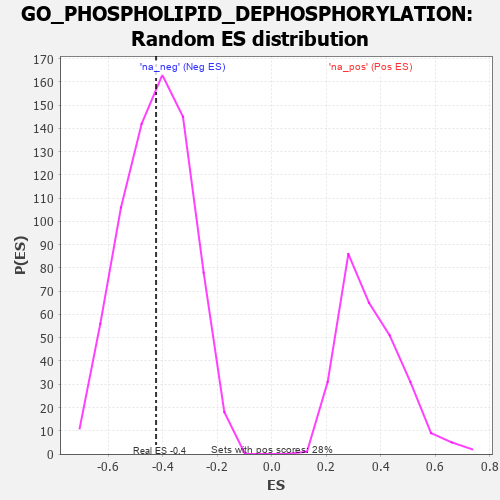 GO_PHOSPHOLIPID_DEPHOSPHORYLATION:
Random ES distribution
'na_neg' (Neg ES) 'na_pos' (Pos ES)
170
160
150
140
130
120
110
100
90
80
70
60
50
40
30
20
10
0
P(ES)
Real ES -0.4 Sets with pos scores: 28%
-0.6 -0.4 -0.2 0.0 0.2 0.4 0.6 0.8
ES